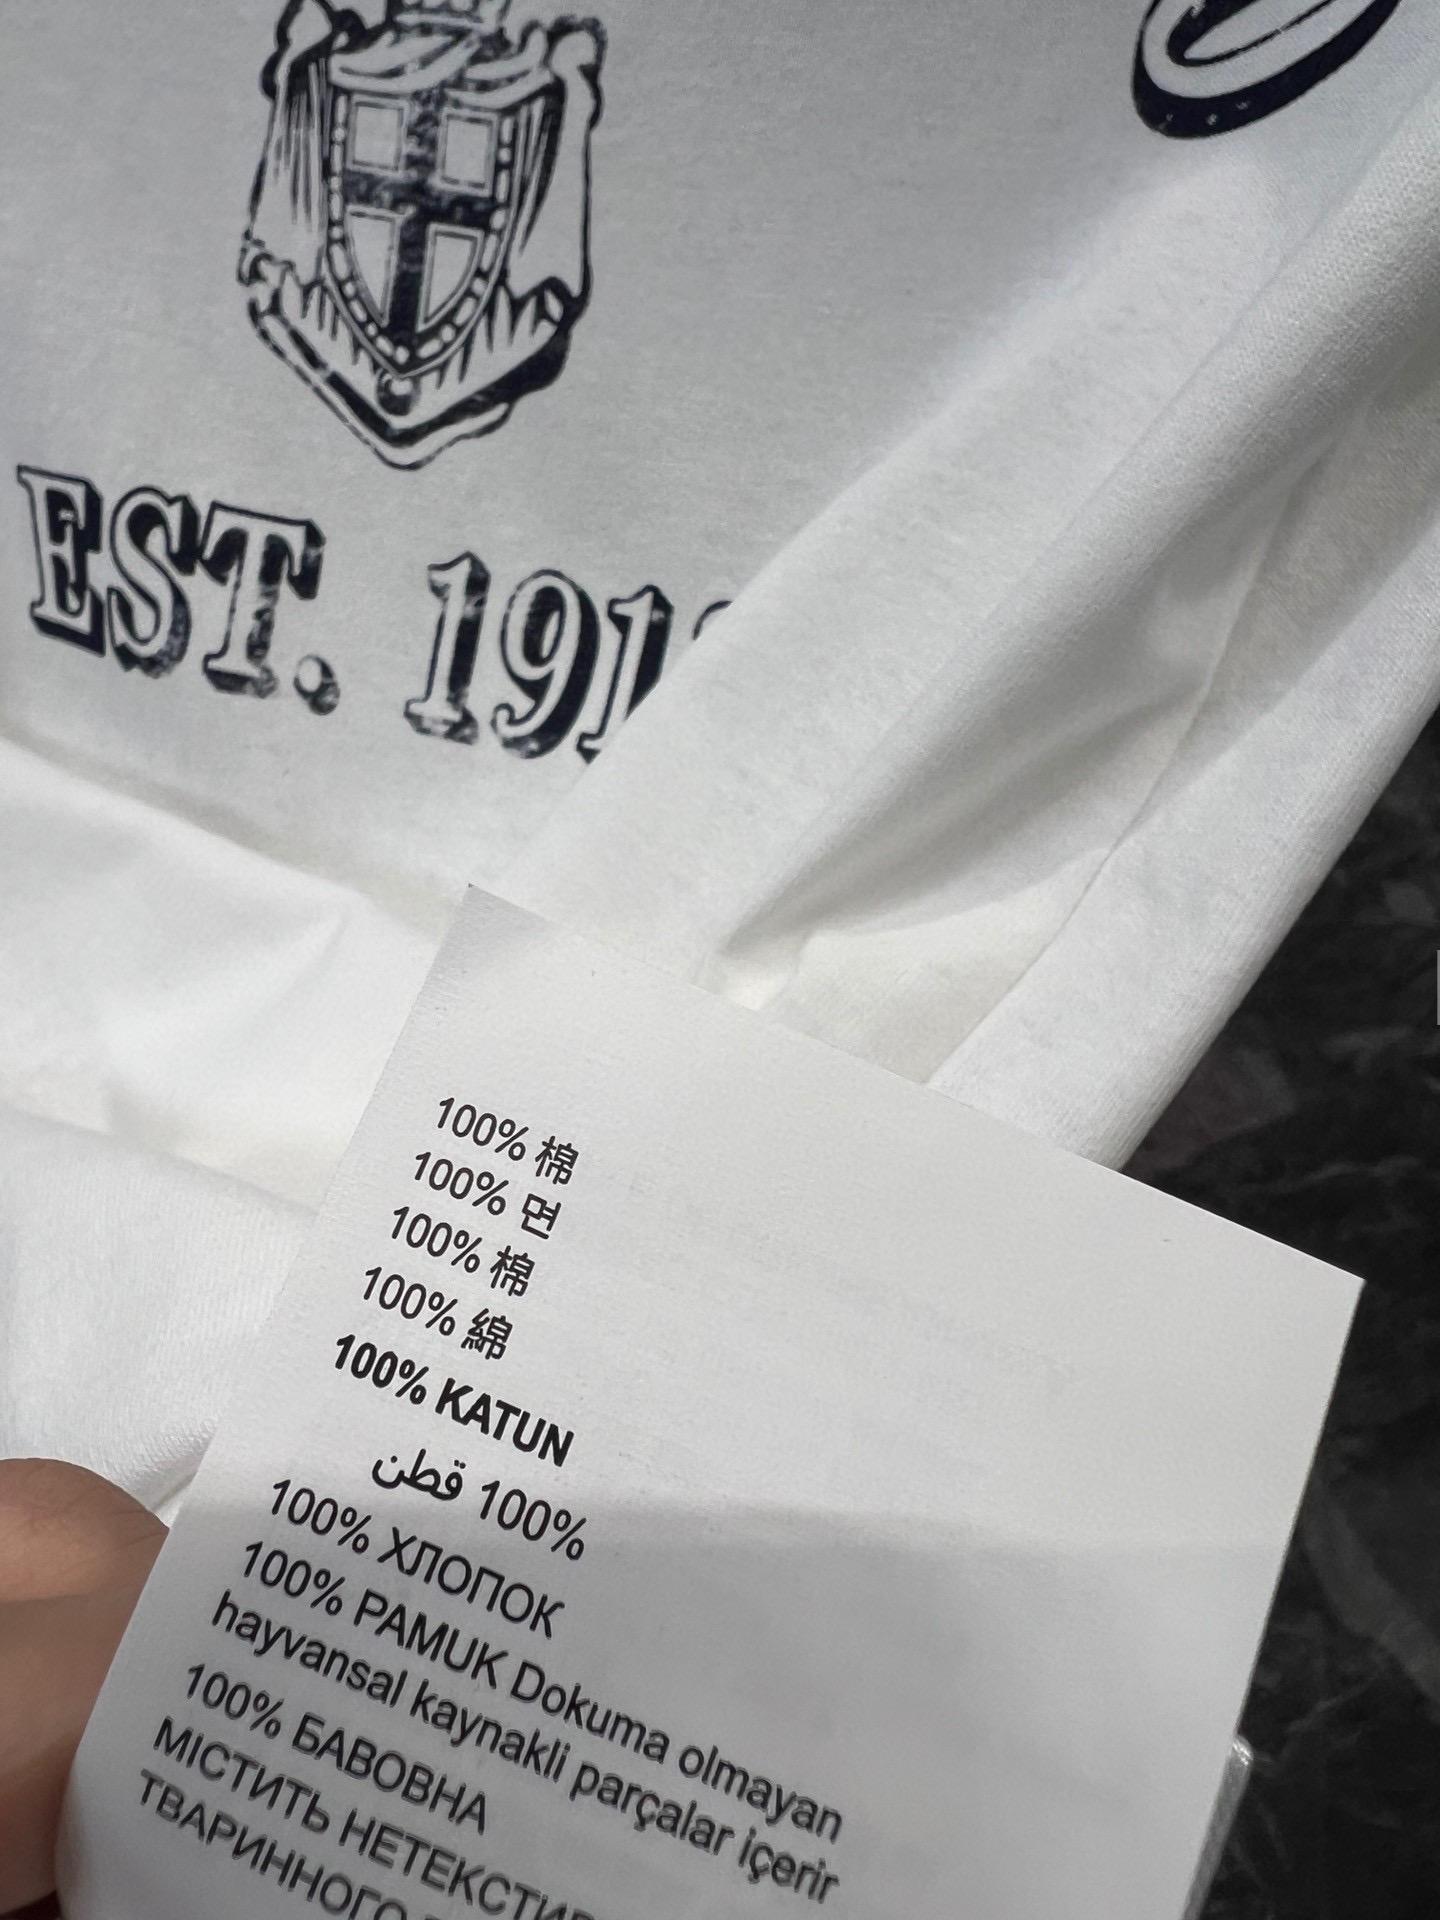 EST. 191
100% 棉
100% 면
100% 棉
100% 綿
100% KATUN
100% قطن
100% ХЛОПОК
100% PAMUK Dokuma olmayan
hayvansal kaynakli parçalar içerir
100% БАВОВНА
МІСТИТЬ НЕТЕКСТИ
ТВАРИННОГО